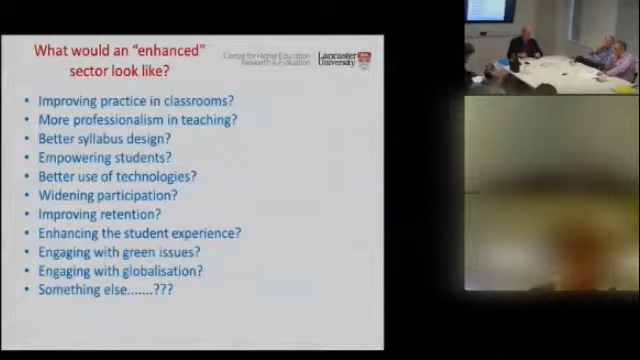 What would an "enhanced"
sector look like?
Centre for Higher Education
Research & Evaluation
Lancaster
University
• Improving practice in classrooms?
• More professionalism in teaching?
• Better syllabus design?
• Empowering students?
• Better use of technologies?
• Widening participation?
• Improving retention?
• Enhancing the student experience?
• Engaging with green issues?
• Engaging with globalisation?
• Something else.......???